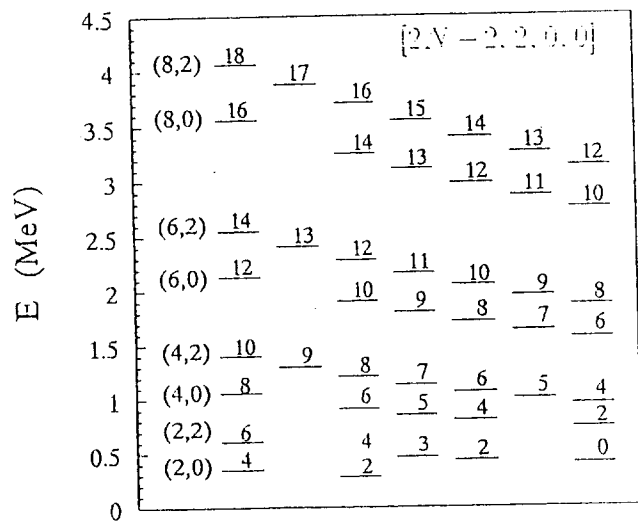 4.5 [2N − 2, 2, 0, 0]
(8,2) 18 17 16 15 14 13 12
4
(8,0) 16 14 13 12 11 10
3.5
3
(6,2) 14 13 12 11 10 9 8
2.5
(6,0) 12 10 9 8 7 6
2
(4,2) 10 9 8 7 6 5 4
1.5
(4,0) 8 6 5 4 2
1
(2,2) 6 4 3 2 0
0.5
(2,0) 4 2
0
E (MeV)